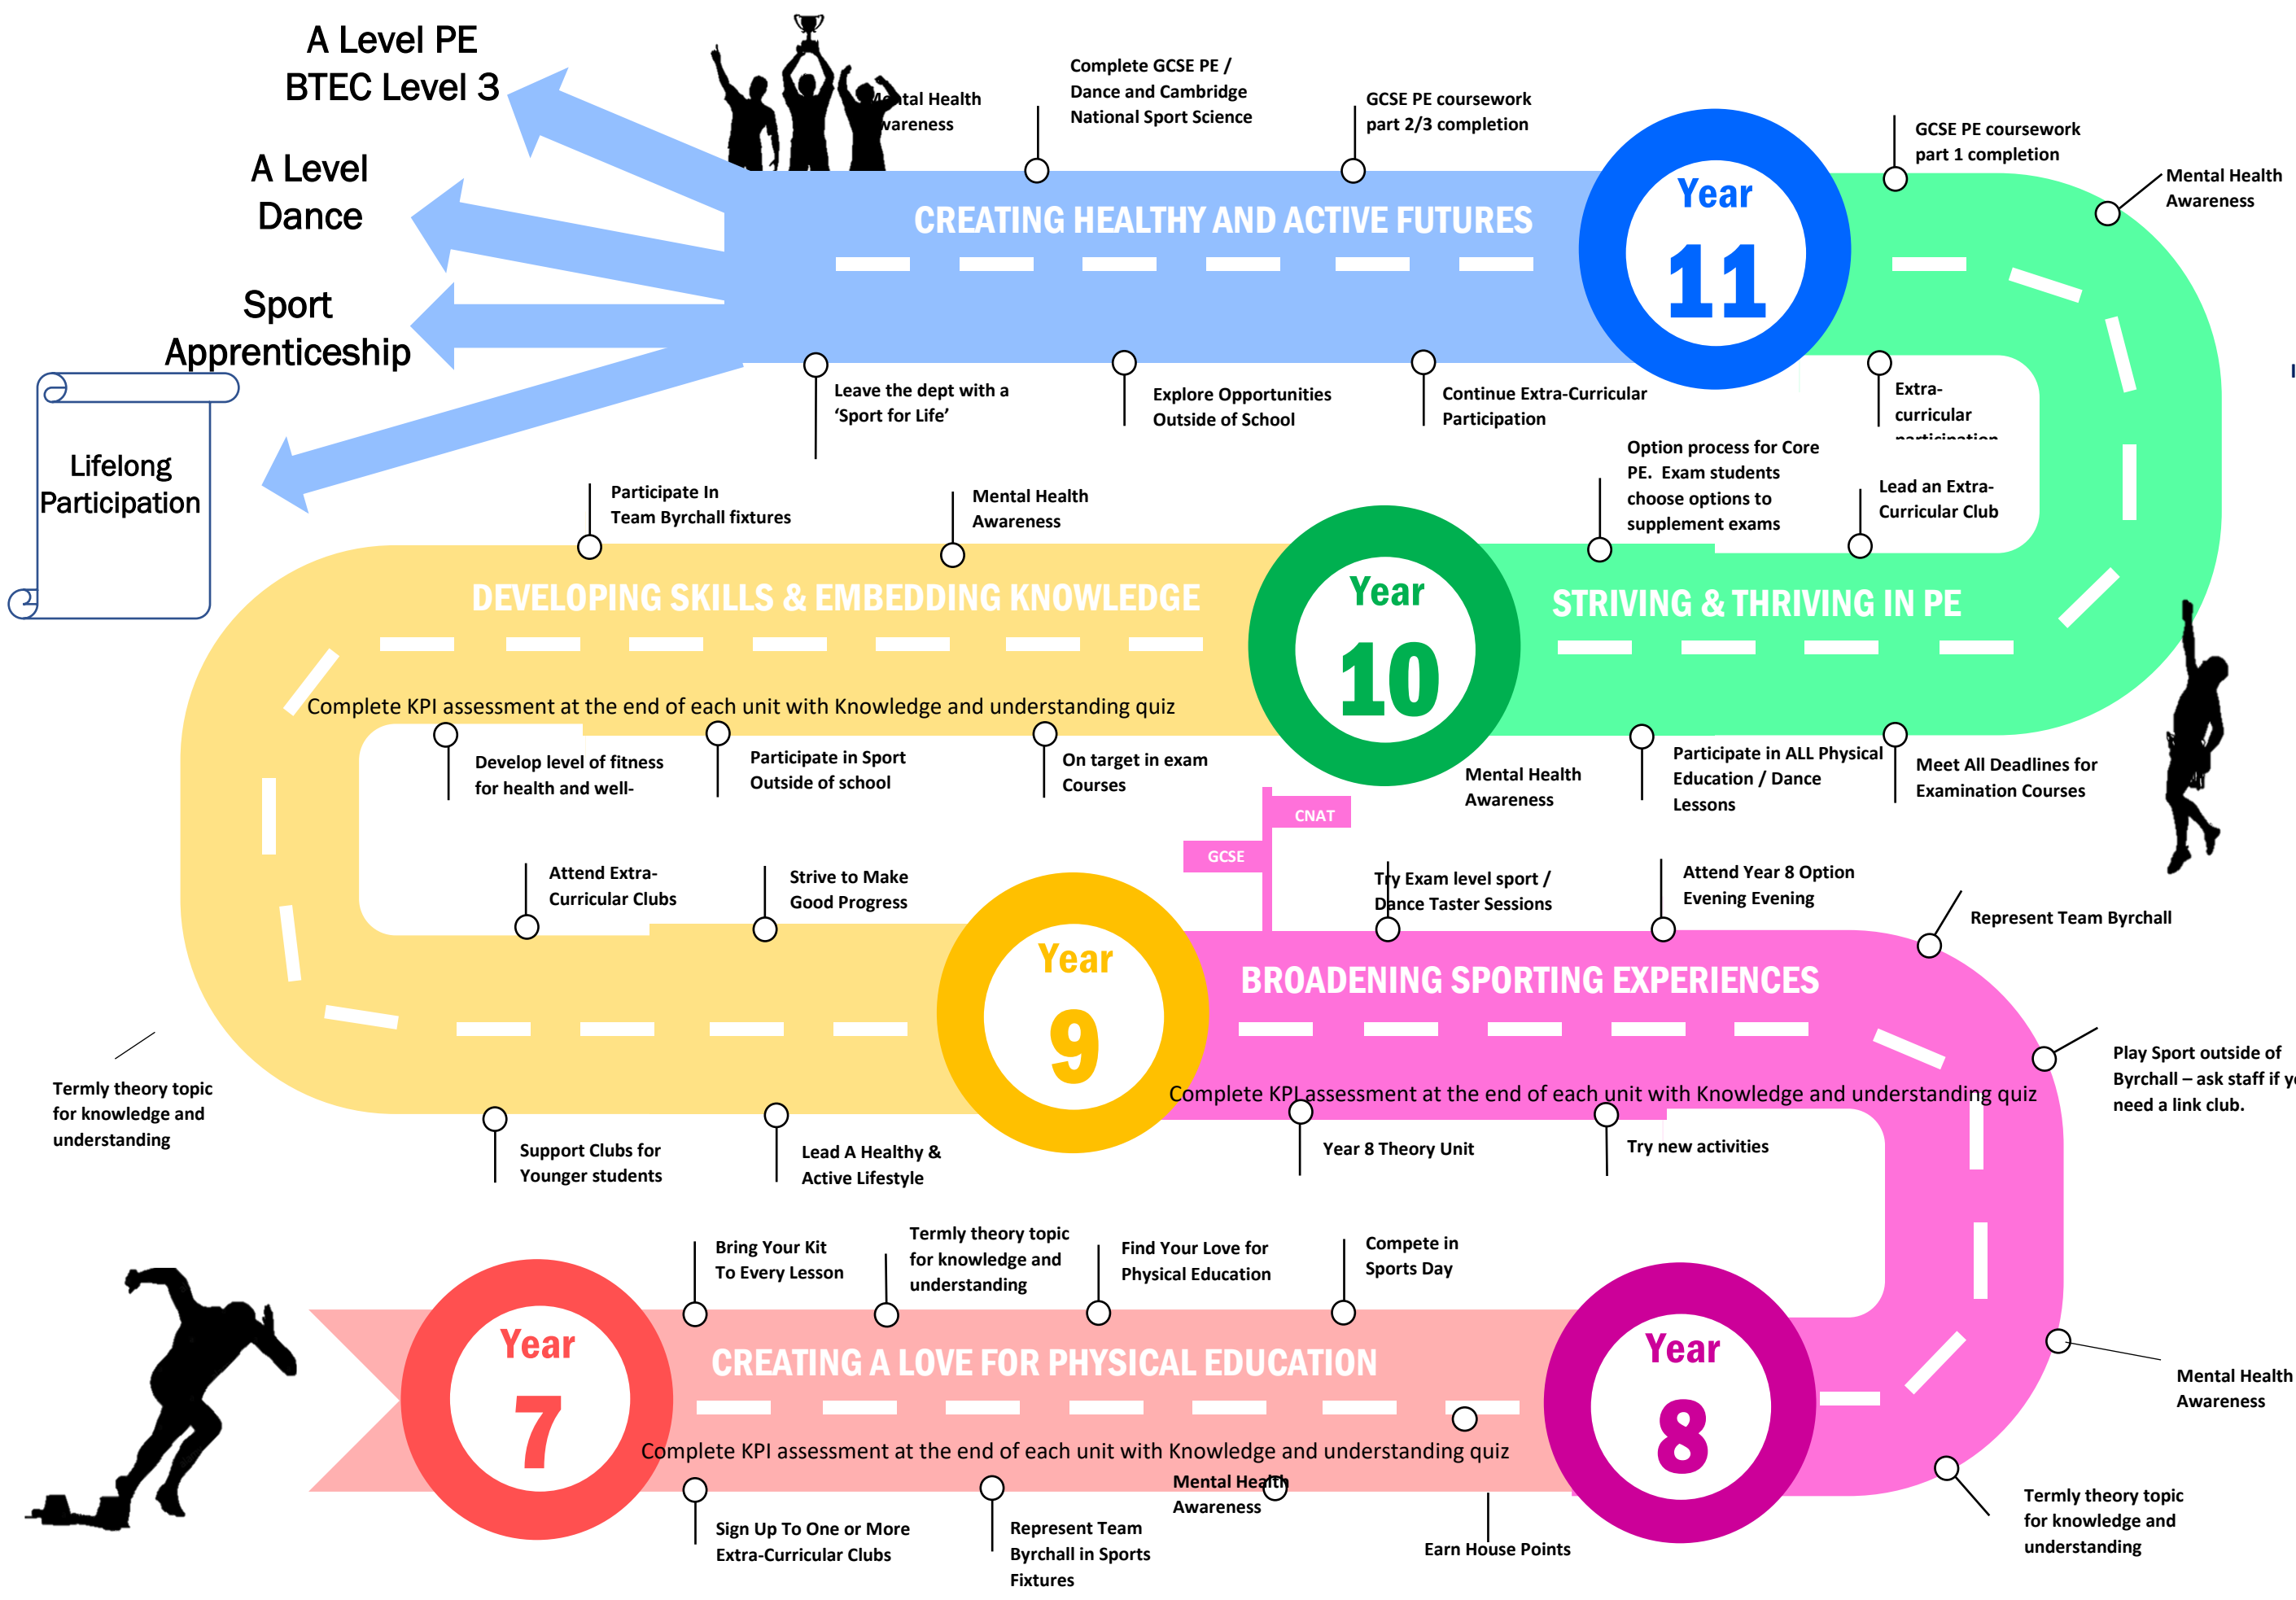 A Level PE
BTEC Level 3
A Level
Dance
Sport
Apprenticeship
Lifelong
Participation
Mental Health
Awareness
Complete GCSE PE /
Dance and Cambridge
National Sport Science
GCSE PE coursework
part 2/3 completion
CREATING HEALTHY AND ACTIVE FUTURES
Year
11
GCSE PE coursework
part 1 completion
Mental Health
Awareness
Leave the dept with a
‘Sport for Life’
Explore Opportunities
Outside of School
Continue Extra-Curricular
Participation
Extra-
curricular
participation
Option process for Core
PE.  Exam students
choose options to
supplement exams
Lead an Extra-
Curricular Club
Participate In
Team Byrchall fixtures
Mental Health
Awareness
DEVELOPING SKILLS & EMBEDDING KNOWLEDGE
Year
10
STRIVING & THRIVING IN PE
Complete KPI assessment at the end of each unit with Knowledge and understanding quiz
Develop level of fitness
for health and well-
Participate in Sport
Outside of school
On target in exam
Courses
Mental Health
Awareness
Participate in ALL Physical
Education / Dance
Lessons
Meet All Deadlines for
Examination Courses
CNAT
GCSE
Attend Extra-
Curricular Clubs
Strive to Make
Good Progress
Try Exam level sport /
Dance Taster Sessions
Attend Year 8 Option
Evening Evening
Represent Team Byrchall
Year
9
BROADENING SPORTING EXPERIENCES
Complete KPI assessment at the end of each unit with Knowledge and understanding quiz
Play Sport outside of
Byrchall – ask staff if
need a link club.
Termly theory topic
for knowledge and
understanding
Support Clubs for
Younger students
Lead A Healthy &
Active Lifestyle
Year 8 Theory Unit
Try new activities
Bring Your Kit
To Every Lesson
Termly theory topic
for knowledge and
understanding
Find Your Love for
Physical Education
Compete in
Sports Day
Year
7
CREATING A LOVE FOR PHYSICAL EDUCATION
Year
8
Complete KPI assessment at the end of each unit with Knowledge and understanding quiz
Mental Health
Awareness
Mental Health
Awareness
Sign Up To One or More
Extra-Curricular Clubs
Represent Team
Byrchall in Sports
Fixtures
Earn House Points
Termly theory topic
for knowledge and
understanding